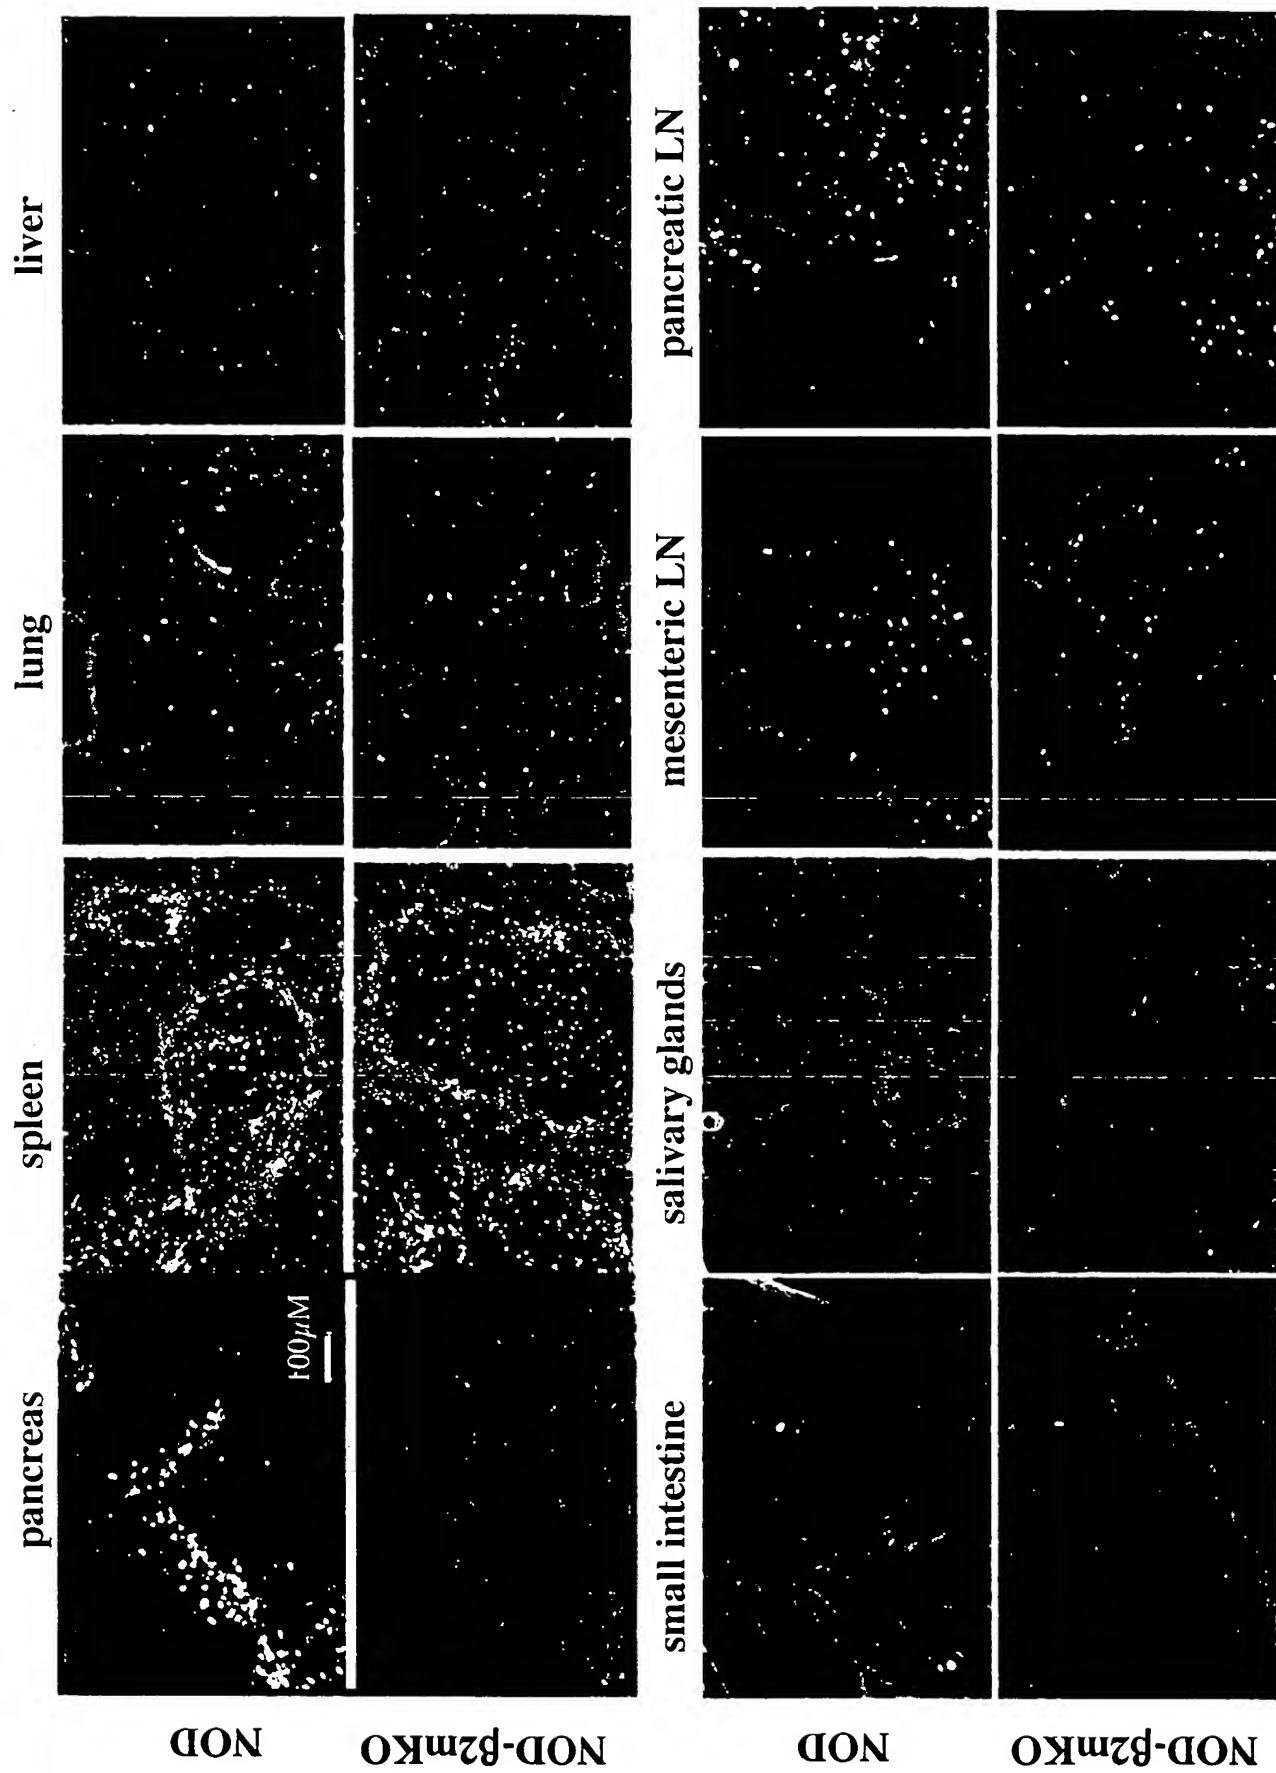 pancreas
spleen
lung
liver
NOD
100μM
NOD-β2mKO
small intestine
salivary glands
mesenteric LN
pancreatic LN
NOD
NOD-β2mKO